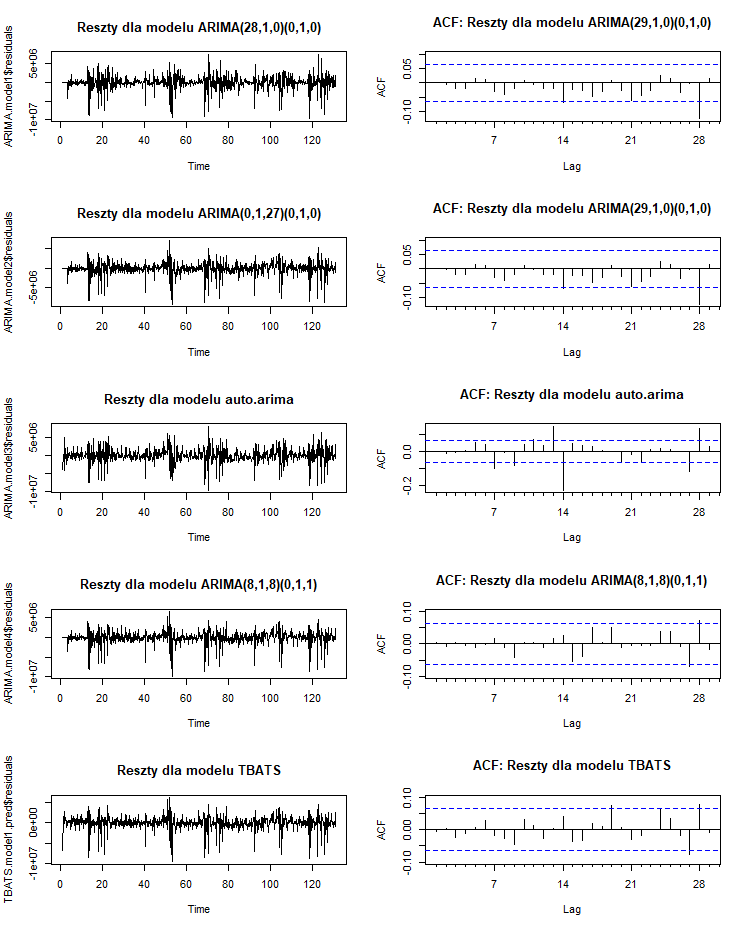 Reszty dla modelu ARIMA(28,1,0)(0,1,0)
ARIMA.model1$residuals
-1e+07 5e+06
0 20 40 60 80 100 120
Time
ACF: Reszty dla modelu ARIMA(29,1,0)(0,1,0)
ACF
-0.10 0.05
7 14 21 28
Lag
Reszty dla modelu ARIMA(0,1,27)(0,1,0)
ARIMA.model2$residuals
-5e+06
0 20 40 60 80 100 120
Time
ACF: Reszty dla modelu ARIMA(29,1,0)(0,1,0)
ACF
-0.10 0.05
7 14 21 28
Lag
Reszty dla modelu auto.arima
ARIMA.model3$residuals
-1e+07 5e+06
0 20 40 60 80 100 120
Time
ACF: Reszty dla modelu auto.arima
ACF
-0.2 0.0
7 14 21 28
Lag
Reszty dla modelu ARIMA(8,1,8)(0,1,1)
ARIMA.model4$residuals
-1e+07 5e+06
0 20 40 60 80 100 120
Time
ACF: Reszty dla modelu ARIMA(8,1,8)(0,1,1)
ACF
-0.10 0.00 0.10
7 14 21 28
Lag
Reszty dla modelu TBATS
TBATS.model1.pred$residuals
-1e+07 0e+00
0 20 40 60 80 100 120
Time
ACF: Reszty dla modelu TBATS
ACF
-0.10 0.00 0.10
7 14 21 28
Lag